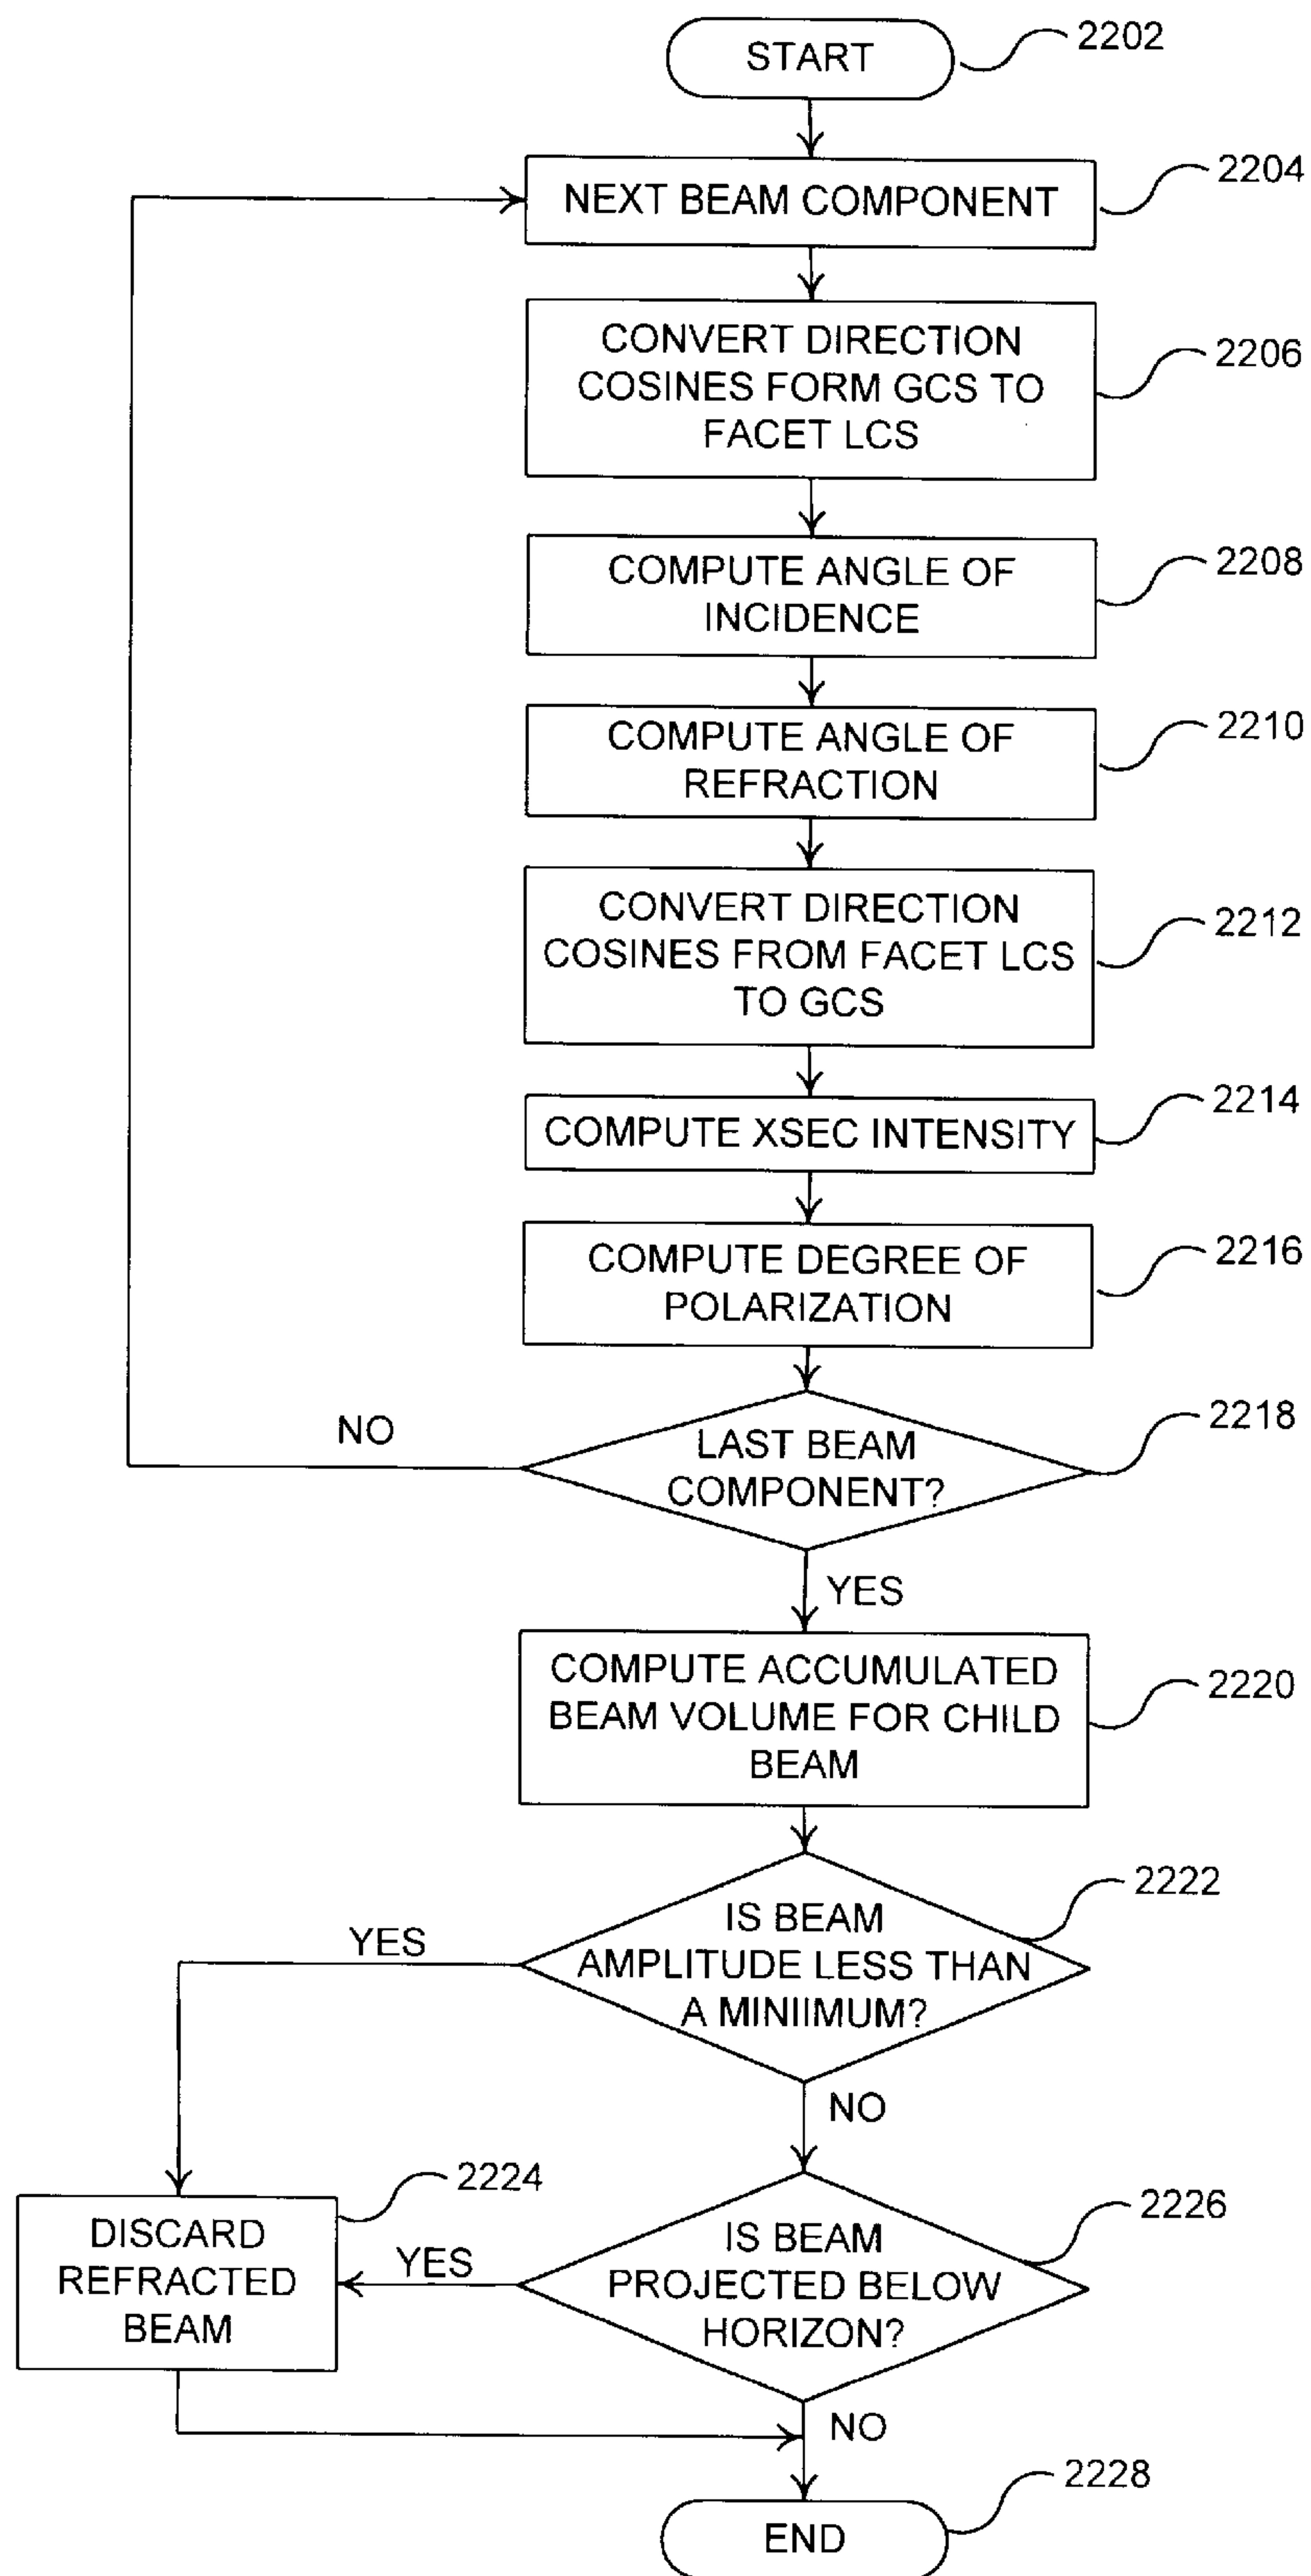 START
2202
NEXT BEAM COMPONENT
2204
CONVERT DIRECTION
COSINES FORM GCS TO
FACET LCS
2206
COMPUTE ANGLE OF
INCIDENCE
2208
COMPUTE ANGLE OF
REFRACTION
2210
CONVERT DIRECTION
COSINES FROM FACET LCS
TO GCS
2212
COMPUTE XSEC INTENSITY
2214
COMPUTE DEGREE OF
POLARIZATION
2216
LAST BEAM
COMPONENT?
2218
NO
YES
COMPUTE ACCUMULATED
BEAM VOLUME FOR CHILD
BEAM
2220
IS BEAM
AMPLITUDE LESS THAN
A MINIIMUM?
2222
YES
NO
DISCARD
REFRACTED
BEAM
2224
YES
IS BEAM
PROJECTED BELOW
HORIZON?
2226
NO
END
2228